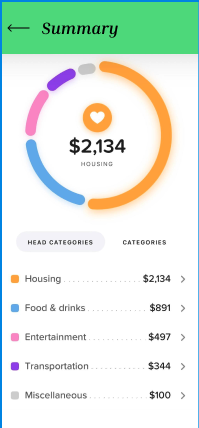 Summary
$2,134
HOUSING
HEAD CATEGORIES CATEGORIES
Housing $2,134
Food & drinks $891
Entertainment $497
Transportation $344
Miscellaneous $100